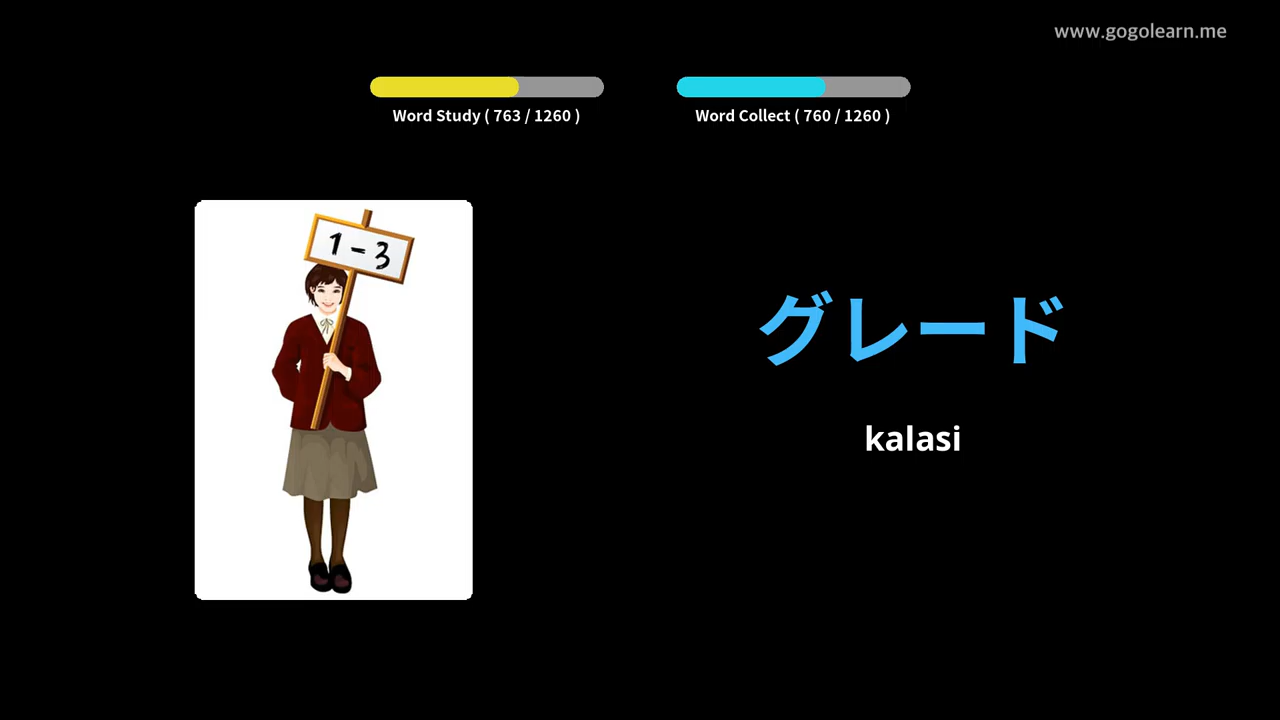 www.gogolearn.me
Word Study ( 763 / 1260 )
Word Collect ( 760 / 1260 )
1 - 3
グレード
kalasi